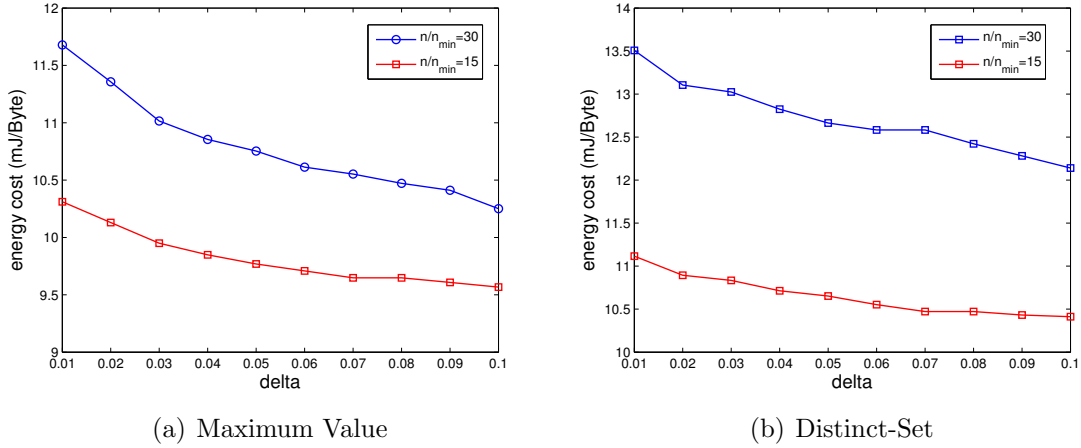 12
11.5
11
10.5
10
9.5
9
energy cost (mJ/Byte)
n/n_min=30
n/n_min=15
0.01 0.02 0.03 0.04 0.05 0.06 0.07 0.08 0.09 0.1
delta
(a) Maximum Value
14
13.5
13
12.5
12
11.5
11
10.5
10
energy cost (mJ/Byte)
n/n_min=30
n/n_min=15
0.01 0.02 0.03 0.04 0.05 0.06 0.07 0.08 0.09 0.1
delta
(b) Distinct-Set